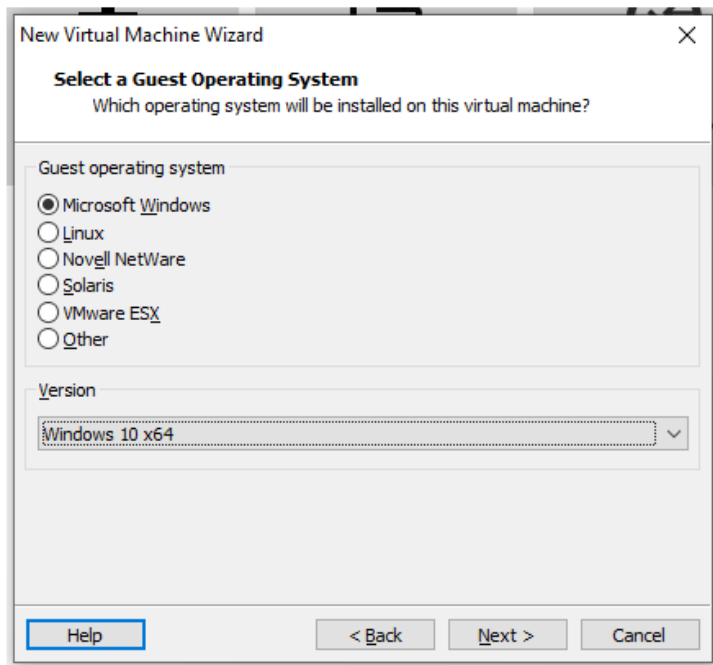 New Virtual Machine Wizard
Select a Guest Operating System
Which operating system will be installed on this virtual machine?
Guest operating system
Microsoft Windows
Linux
Novell NetWare
Solaris
VMware ESX
Other
Version
Windows 10 x64
Help
< Back
Next >
Cancel